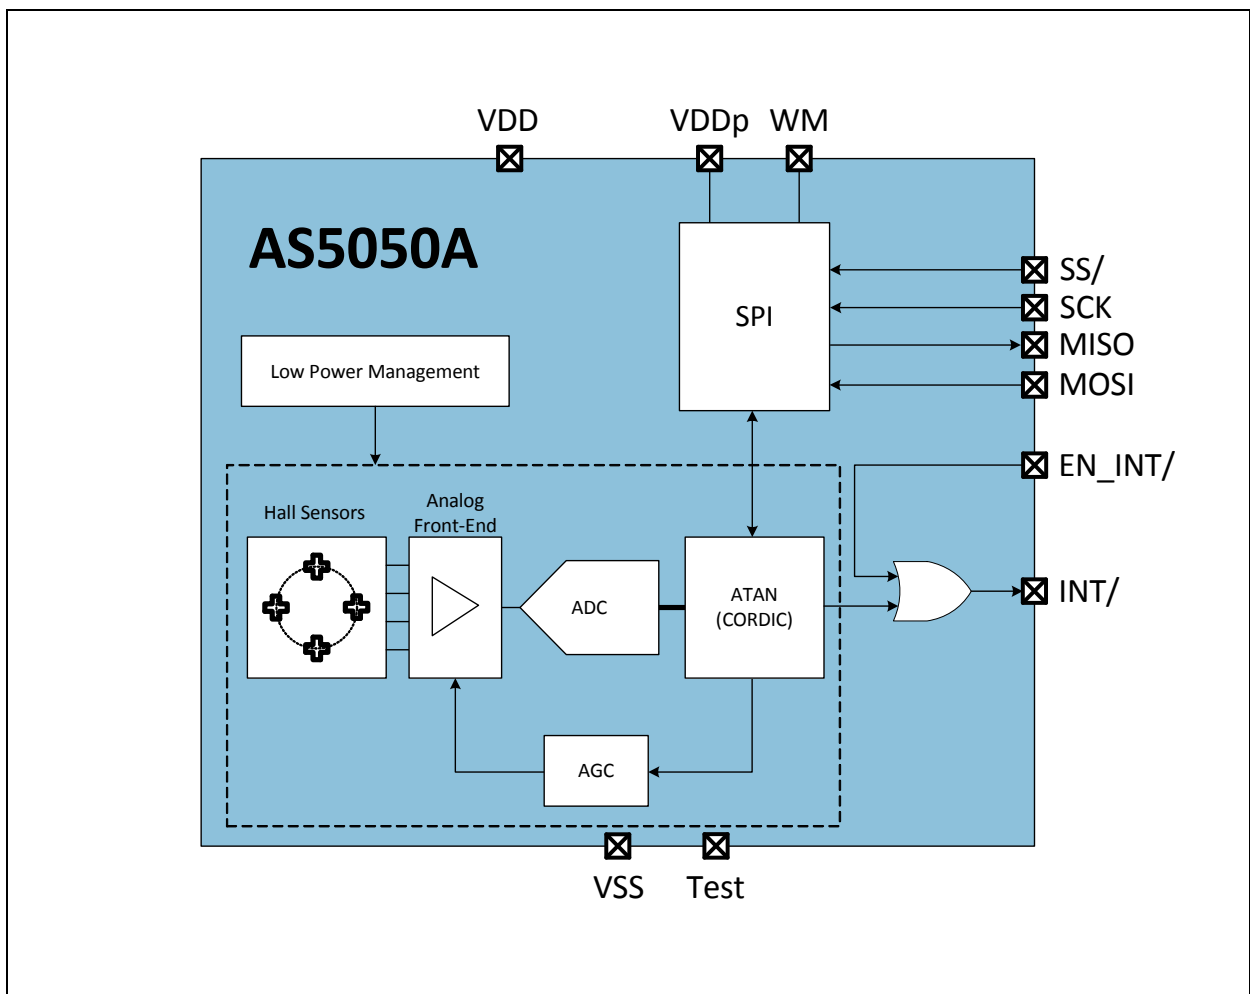 VDD
VDDp
WM
AS5050A
SS/
SCK
SPI
MISO
MOSI
Low Power Management
EN_INT/
Hall Sensors
Analog
Front-End
ADC
ATAN
(CORDIC)
INT/
AGC
VSS
Test